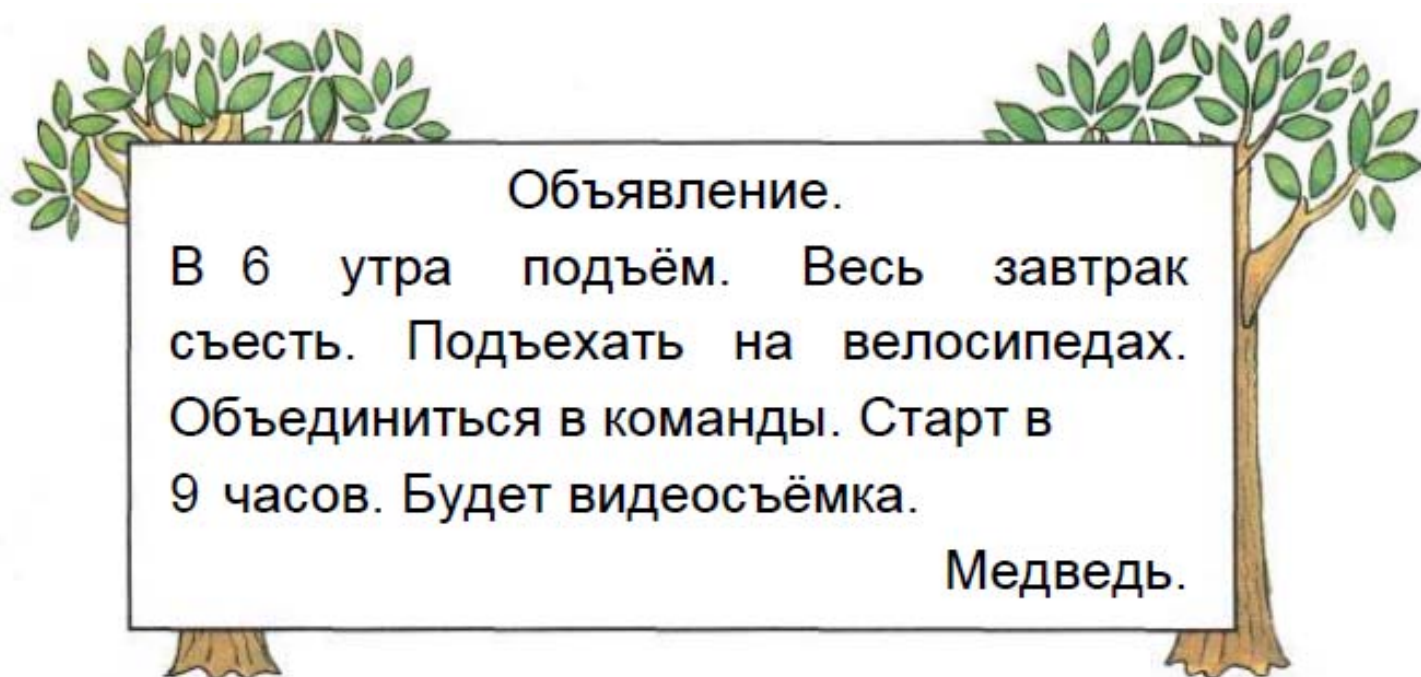 Объявление.
В 6 утра подъём. Весь завтрак
съесть. Подъехать на велосипедах.
Объединиться в команды. Старт в
9 часов. Будет видеосъёмка.
Медведь.